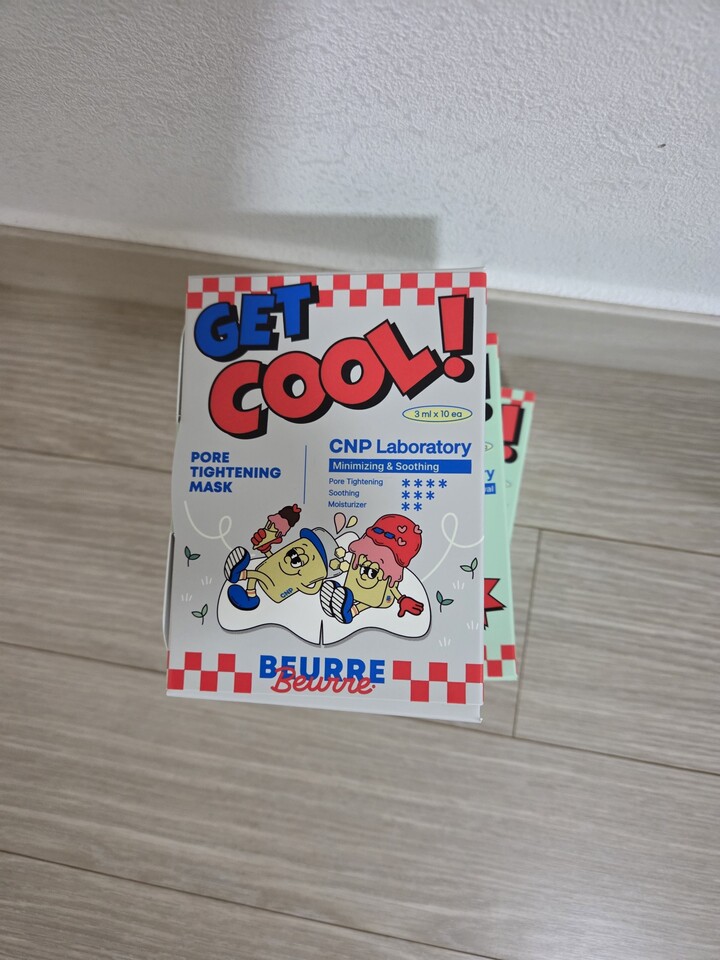 GET
COOL!
3 ml x 10 ea
PORE
TIGHTENING
MASK
CNP Laboratory
Minimizing & Soothing
Pore Tightening ****
Soothing ***
Moisturizer **
CNP
BEURRE
Beurre